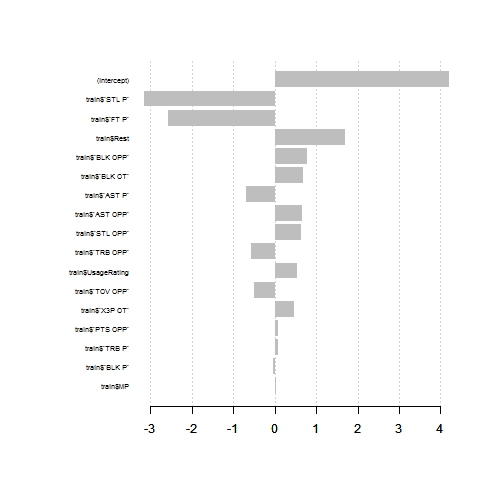 (Intercept)
train$`STL P`
train$`FT P`
train$Rest
train$`BLK OPP`
train$`BLK OT`
train$`AST P`
train$`AST OPP`
train$`STL OPP`
train$`TRB OPP`
train$UsageRating
train$`TOV OPP`
train$`X3P OT`
train$`PTS OPP`
train$`TRB P`
train$`BLK P`
train$MP
-3 -2 -1 0 1 2 3 4